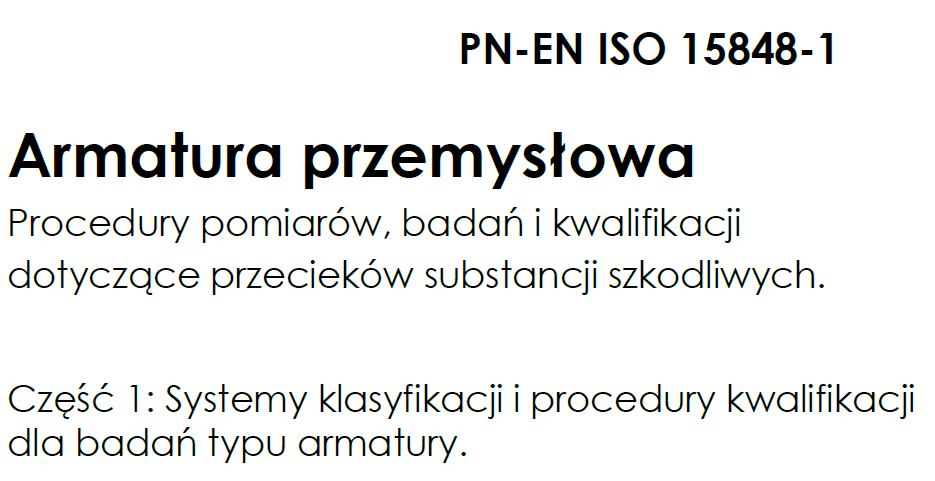 PN-EN ISO 15848-1
Armatura przemysłowa
Procedury pomiarów, badań i kwalifikacji
dotyczące przecieków substancji szkodliwych.
Część 1: Systemy klasyfikacji i procedury kwalifikacji
dla badań typu armatury.